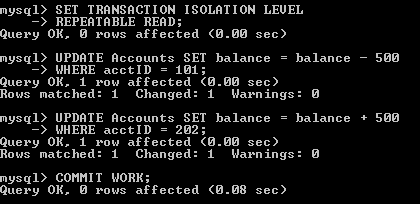 mysql> SET TRANSACTION ISOLATION LEVEL
    -> REPEATABLE READ;
Query OK, 0 rows affected (0.00 sec)

mysql> UPDATE Accounts SET balance = balance - 500
    -> WHERE acctID = 101;
Query OK, 1 row affected (0.00 sec)
Rows matched: 1  Changed: 1  Warnings: 0

mysql> UPDATE Accounts SET balance = balance + 500
    -> WHERE acctID = 202;
Query OK, 1 row affected (0.00 sec)
Rows matched: 1  Changed: 1  Warnings: 0

mysql> COMMIT WORK;
Query OK, 0 rows affected (0.08 sec)